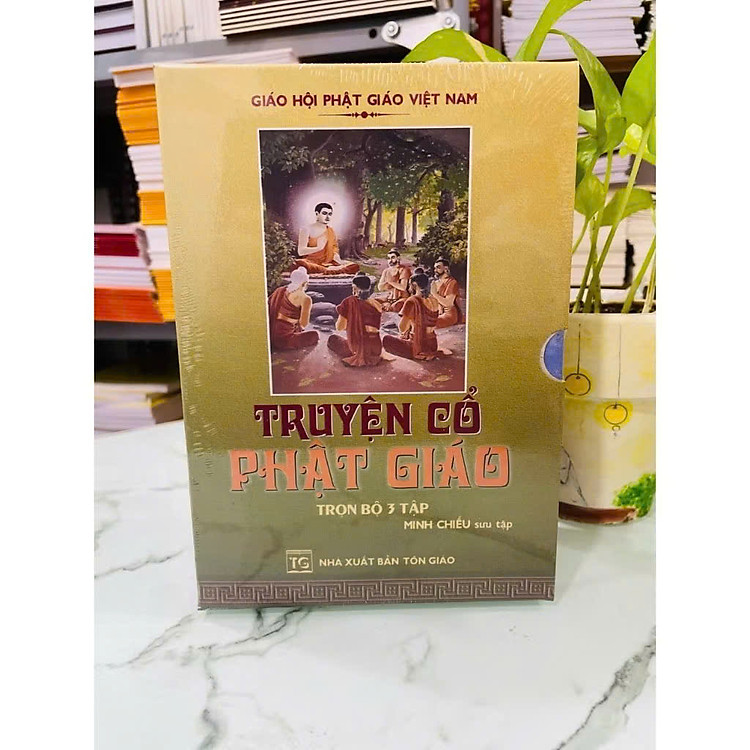 GIÁO HỘI PHẬT GIÁO VIỆT NAM
TRUYỆN CỔ
PHẬT GIÁO
TRỌN BỘ 3 TẬP
MINH CHIẾU sưu tập
TG NHA XUẤT BẢN TÔN GIÁO